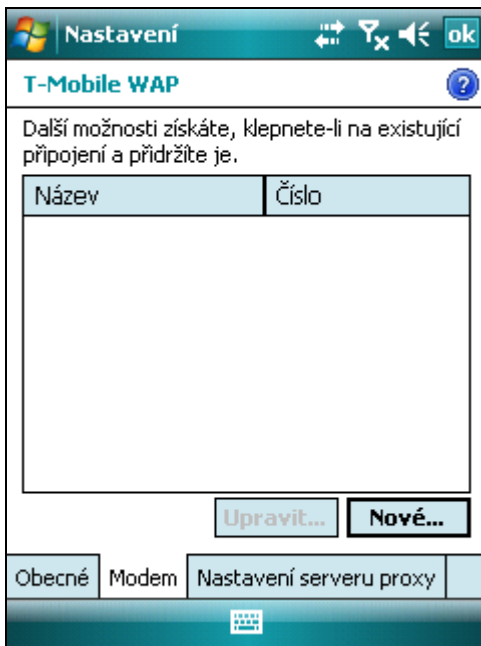 Nastavení
ok
T-Mobile WAP
?
Další možnosti získáte, klepnete-li na existující
připojení a přidržíte je.
Název Číslo
Upravit... Nové...
Obecné Modem Nastavení serveru proxy